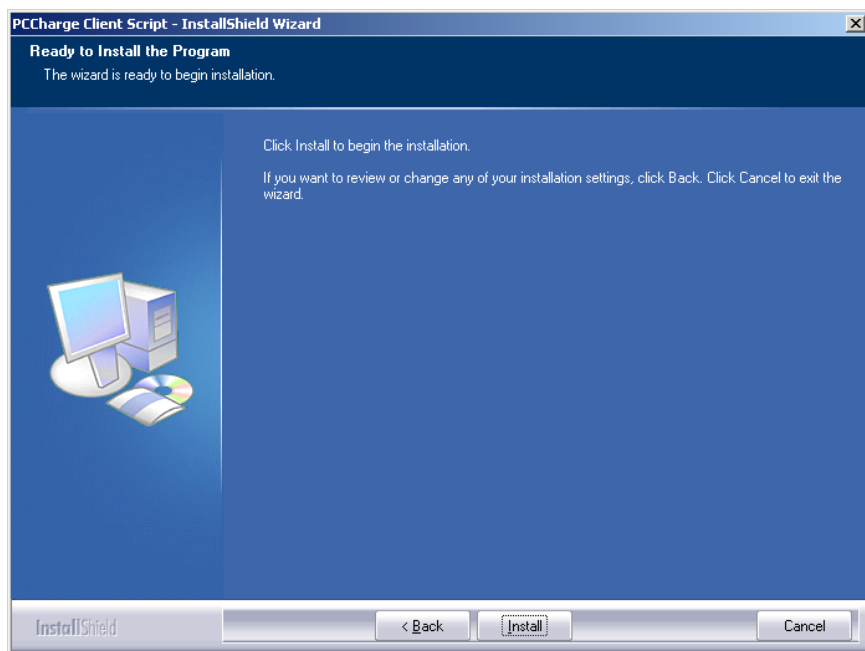 PCCharge Client Script - InstallShield Wizard
Ready to Install the Program
The wizard is ready to begin installation.
Click Install to begin the installation.
If you want to review or change any of your installation settings, click Back. Click Cancel to exit the
wizard.
InstallShield
< Back
Install
Cancel